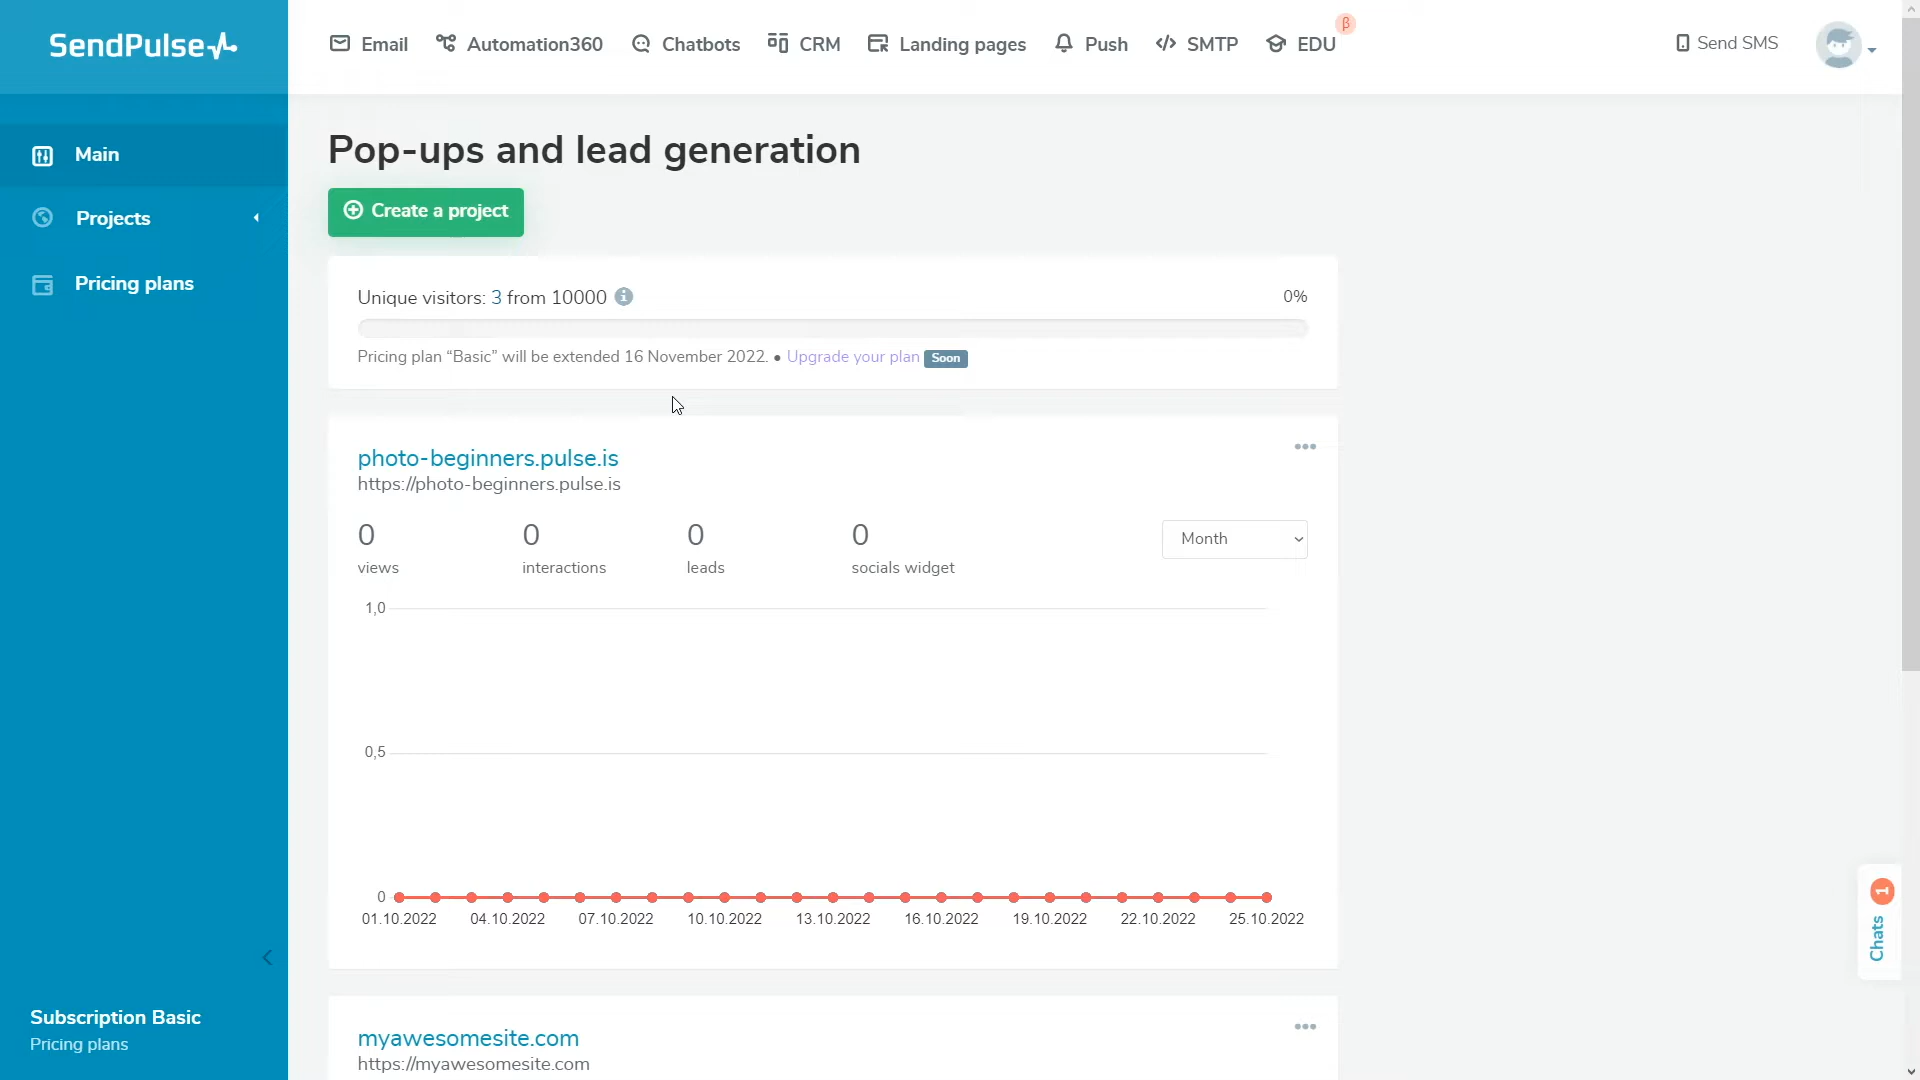 SendPulse
Email
Automation360
Chatbots
CRM
Landing pages
Push
SMTP
EDU
β
Send SMS
Main
Projects
Pricing plans
Pop-ups and lead generation
Create a project
Unique visitors: 3 from 10000
0%
Pricing plan “Basic” will be extended 16 November 2022. • Upgrade your plan Soon
photo-beginners.pulse.is
https://photo-beginners.pulse.is
0 0 0 0
views interactions leads socials widget
Month
1,0
0,5
0
01.10.2022 04.10.2022 07.10.2022 10.10.2022 13.10.2022 16.10.2022 19.10.2022 22.10.2022 25.10.2022
Chats 1
Subscription Basic
Pricing plans
myawesomesite.com
https://myawesomesite.com